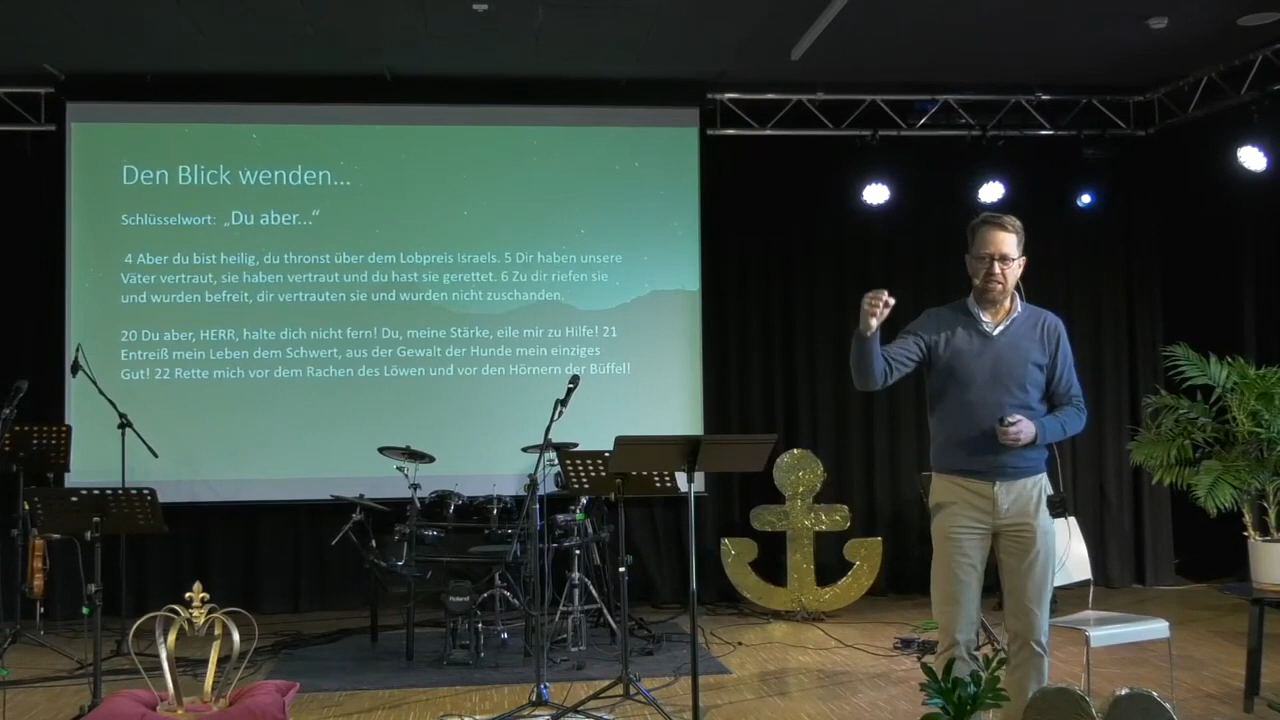 Den Blick wenden...
Schlüsselwort: „Du aber...“
4 Aber du bist heilig, du thronst über dem Lobpreis Israels. 5 Dir haben unsere
Väter vertraut, sie haben vertraut und du hast sie gerettet. 6 Zu dir riefen sie
und wurden befreit, dir vertrauten sie und wurden nicht zuschanden.
20 Du aber, HERR, halte dich nicht fern! Du, meine Stärke, eile mir zu Hilfe! 21
Entreiß mein Leben dem Schwert, aus der Gewalt der Hunde mein einziges
Gut! 22 Rette mich vor dem Rachen des Löwen und vor den Hörnern der Büffel!
Roland